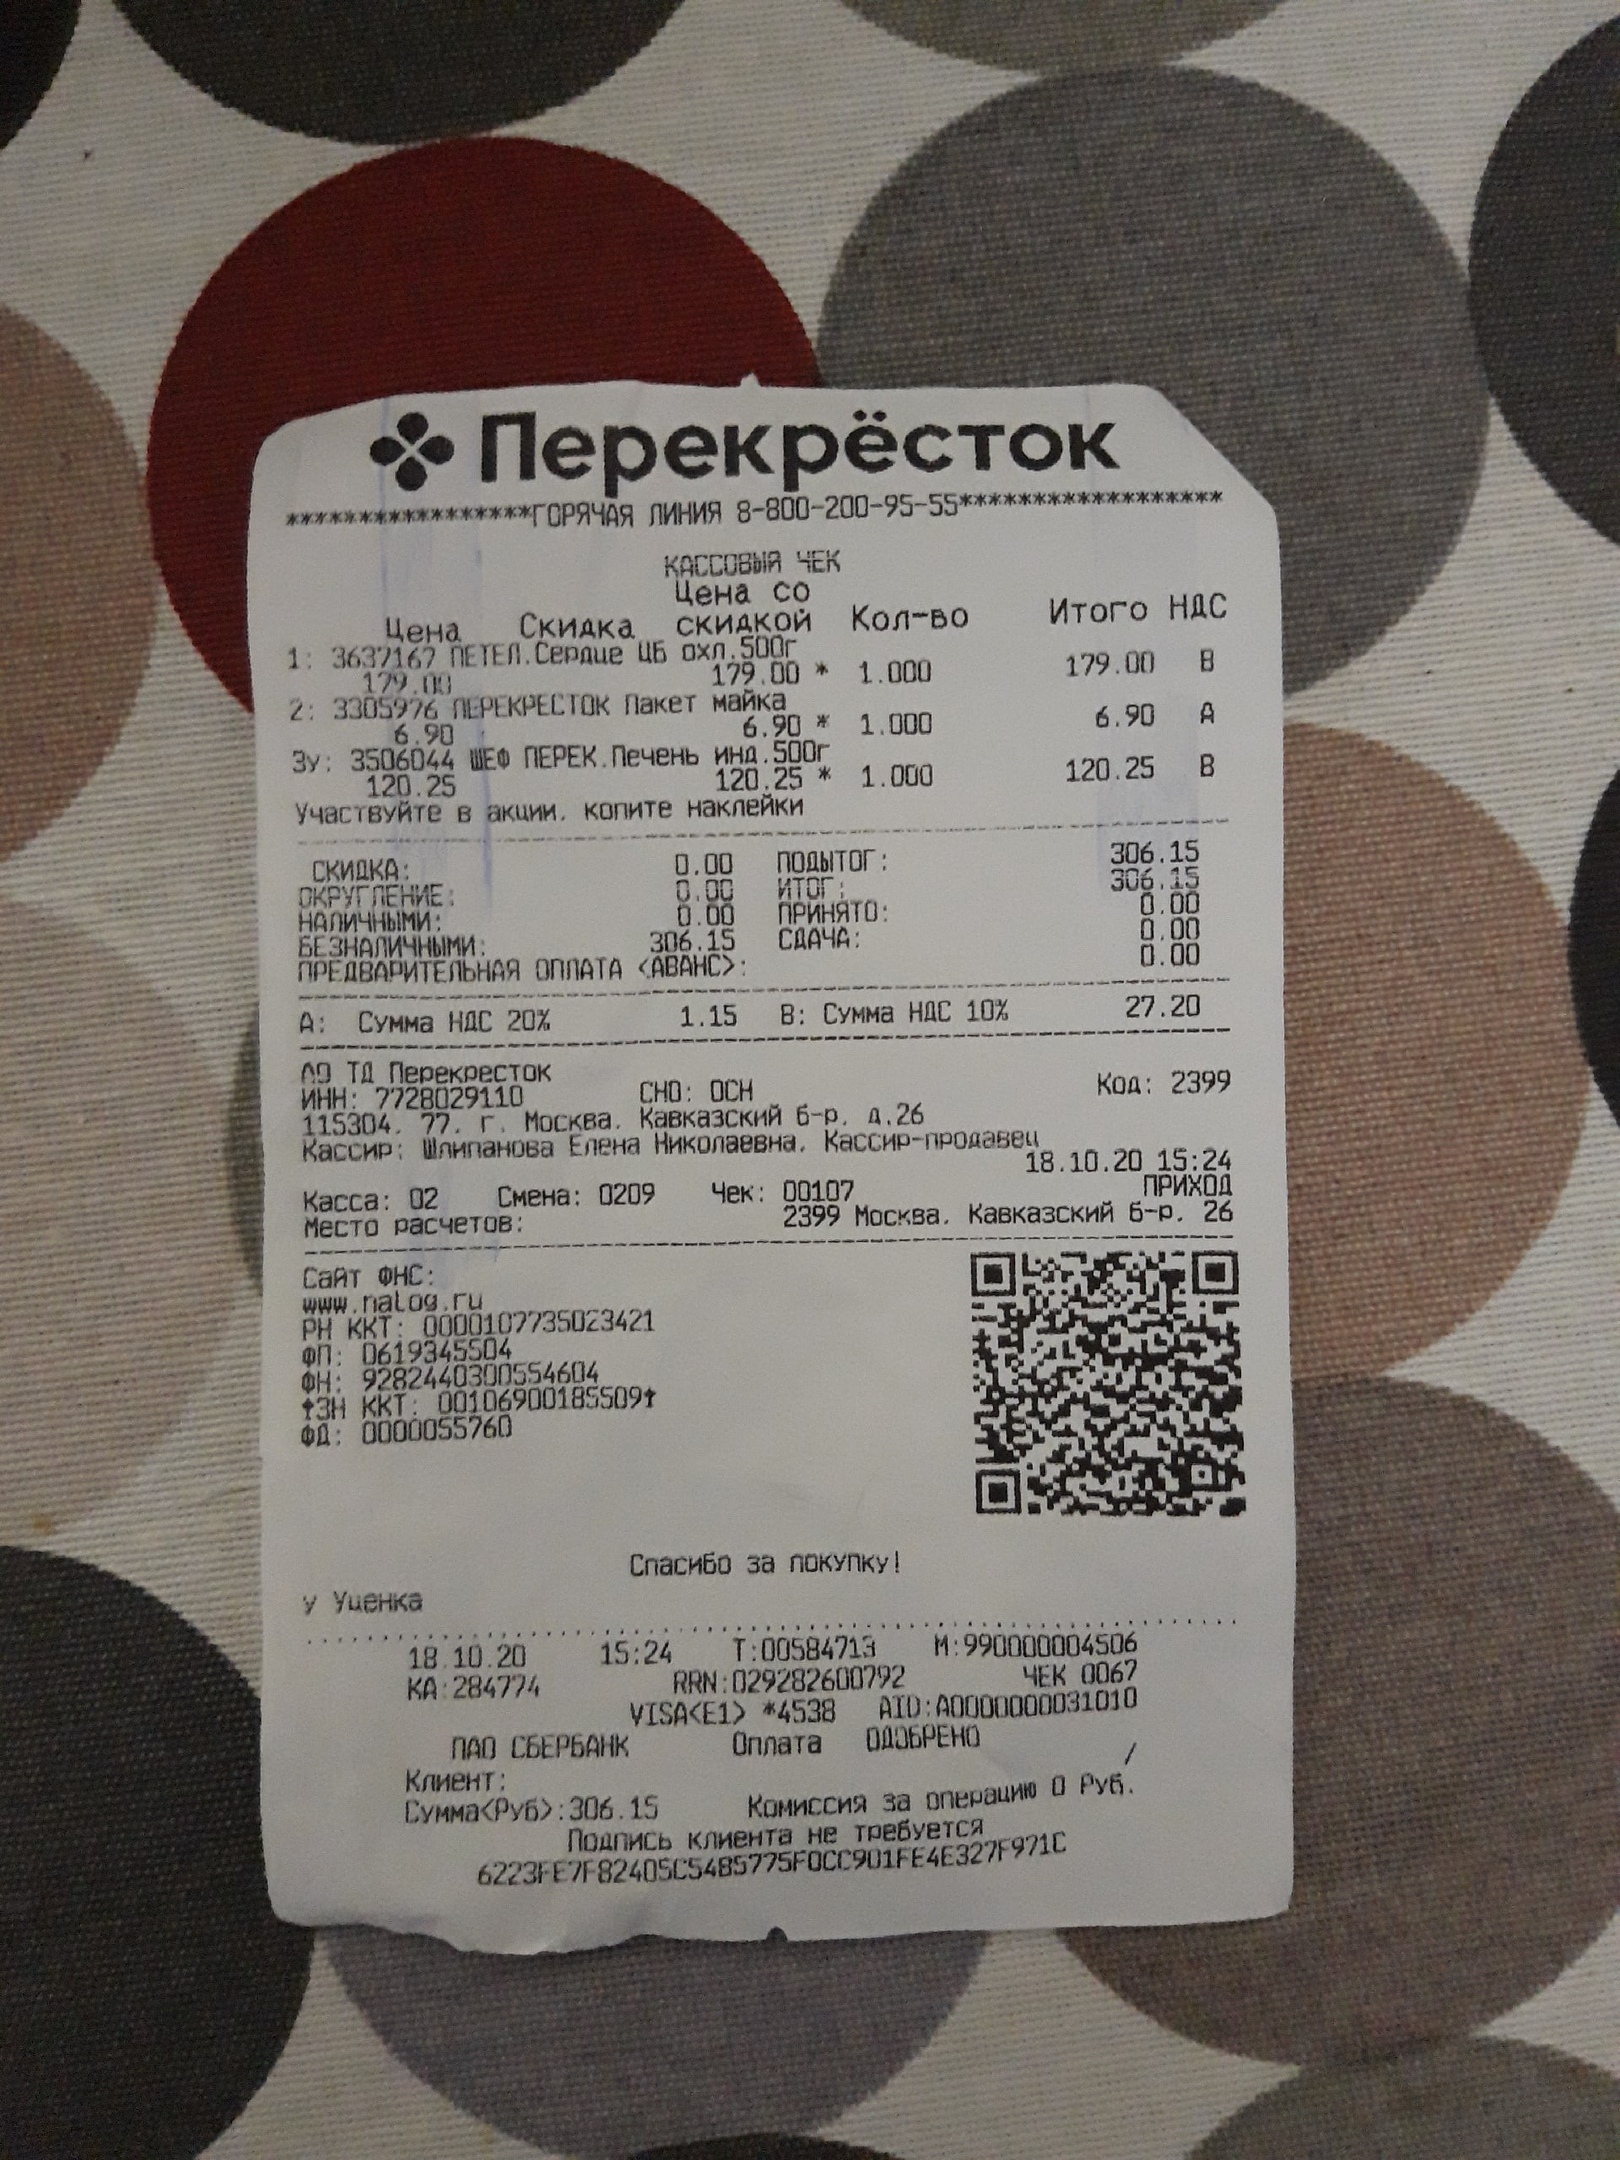 Перекрёсток
*****************ГОРЯЧАЯ ЛИНИЯ 8-800-200-95-55******************
КАССОВЫЙ ЧЕК
Цена Скидка Цена со скидкой Кол-во Итого НДС
1: 3637167 ПЕТЕЛ.Сердце ЦБ охл.500г
179.00 179.00 * 1.000 179.00 В
2: 3305976 ПЕРЕКРЕСТОК Пакет майка
6.90 6.90 * 1.000 6.90 А
3у: 3506044 ШЕФ ПЕРЕК.Печень инд.500г
120.25 120.25 * 1.000 120.25 В
Участвуйте в акции. копите наклейки
СКИДКА: 0.00 ПОДЫТОГ: 306.15
ОКРУГЛЕНИЕ: 0.00 ИТОГ: 306.15
НАЛИЧНЫМИ: 0.00 ПРИНЯТО: 0.00
БЕЗНАЛИЧНЫМИ: 306.15 СДАЧА: 0.00
ПРЕДВАРИТЕЛЬНАЯ ОПЛАТА <АВАНС>: 0.00
А: Сумма НДС 20% 1.15 В: Сумма НДС 10% 27.20
АО ТД Перекресток
ИНН: 7728029110 СНО: ОСН Код: 2399
115304. 77. г. Москва. Кавказский б-р. д.26
Кассир: Шлипанова Елена Николаевна. Кассир-продавец
18.10.20 15:24
Касса: 02 Смена: 0209 Чек: 00107 ПРИХОД
Место расчетов: 2399 Москва. Кавказский б-р. 26
Сайт ФНС:
www.nalog.ru
РН ККТ: 0000107735023421
ФП: 0619345504
ФН: 9282440300554604
↑ЗН ККТ: 00106900185509↑
ФД: 0000055760
Спасибо за покупку!
у Уценка
18.10.20 15:24 Т:00584713 М:990000004506
КА:284774 RRN:029282600792 ЧЕК 0067
VISA<E1> *4538 AID:A0000000031010
ПАО СБЕРБАНК Оплата ОДОБРЕНО
Клиент: /
Сумма<Руб>:306.15 Комиссия за операцию 0 Руб.
Подпись клиента не требуется
6223FE7F82405C54B5775F0CC901FE4E327F971C